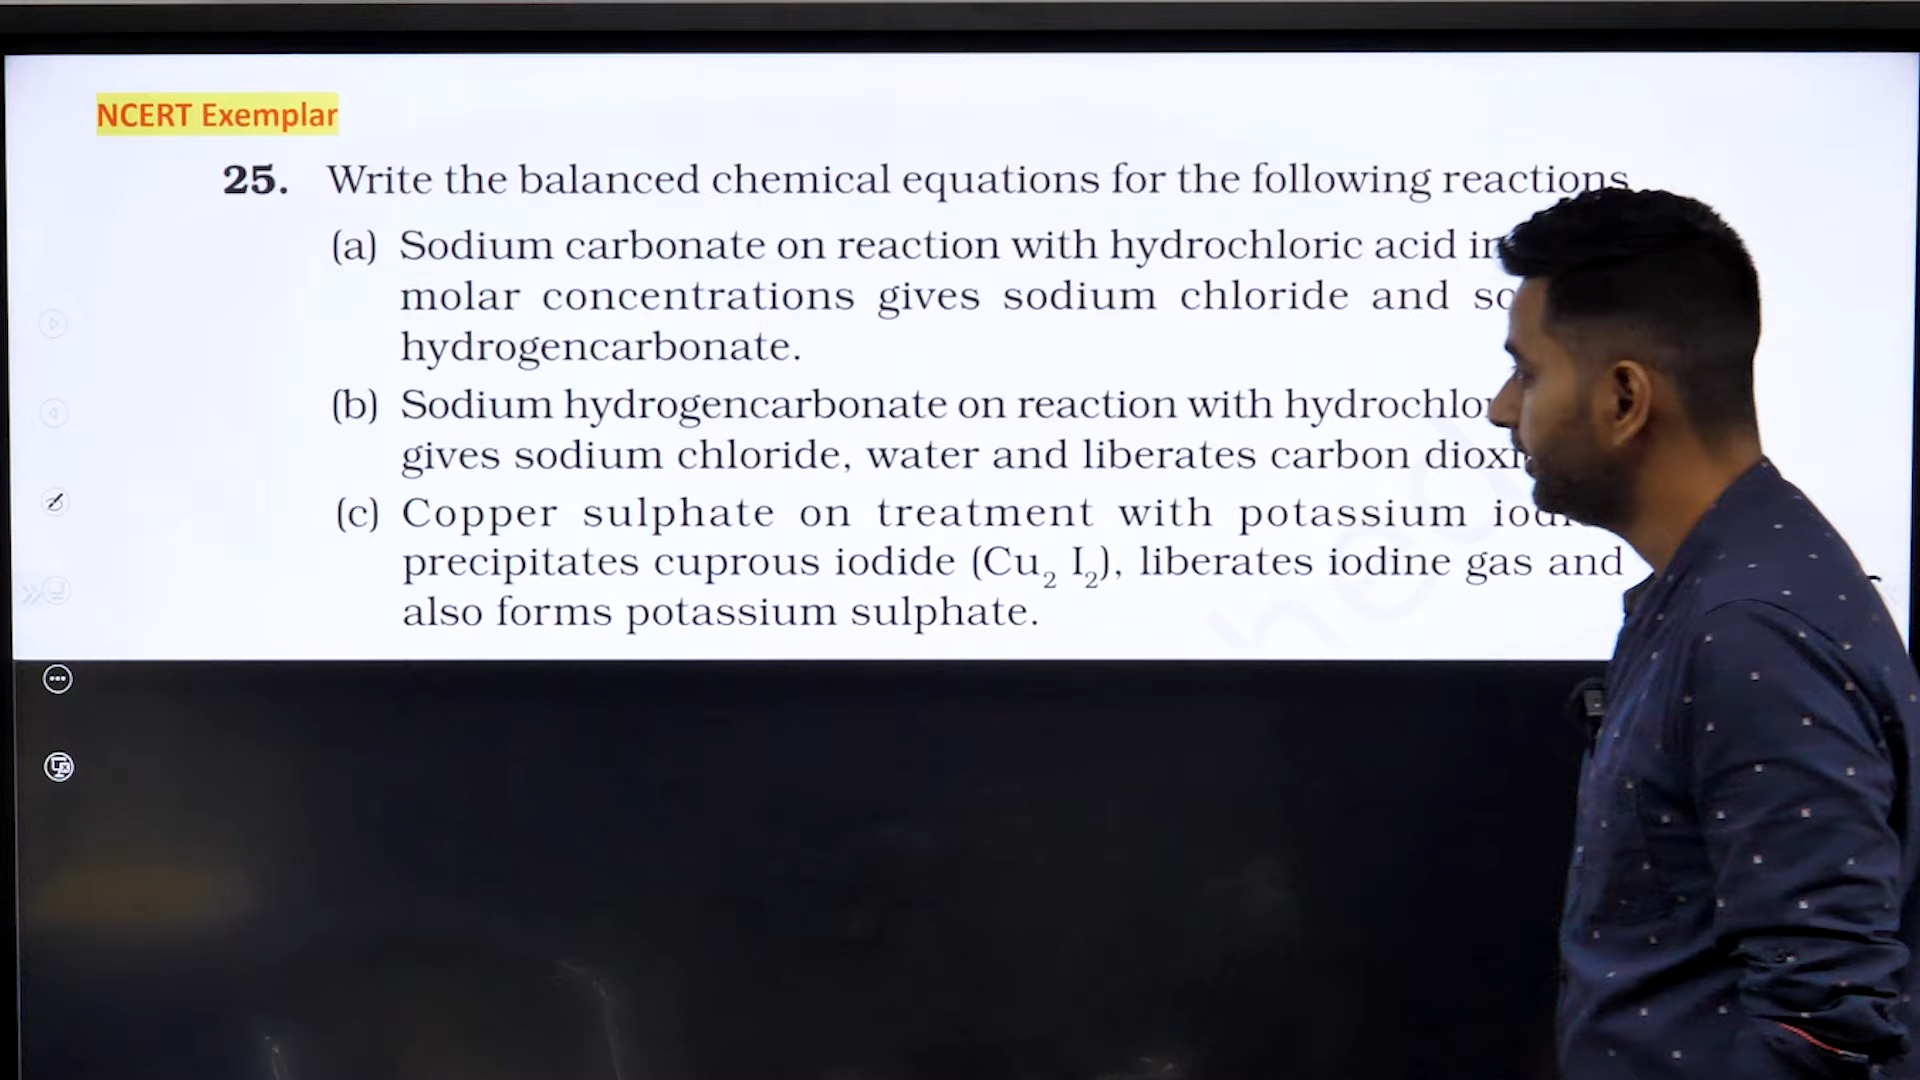 NCERT Exemplar
25. Write the balanced chemical equations for the following reactions
(a) Sodium carbonate on reaction with hydrochloric acid in
molar concentrations gives sodium chloride and
hydrogencarbonate.
(b) Sodium hydrogencarbonate on reaction with
gives sodium chloride, water and liberates carbon
(c) Copper sulphate on treatment with potassium
precipitates cuprous iodide (Cu₂ I₂), liberates iodine gas and
also forms potassium sulphate.